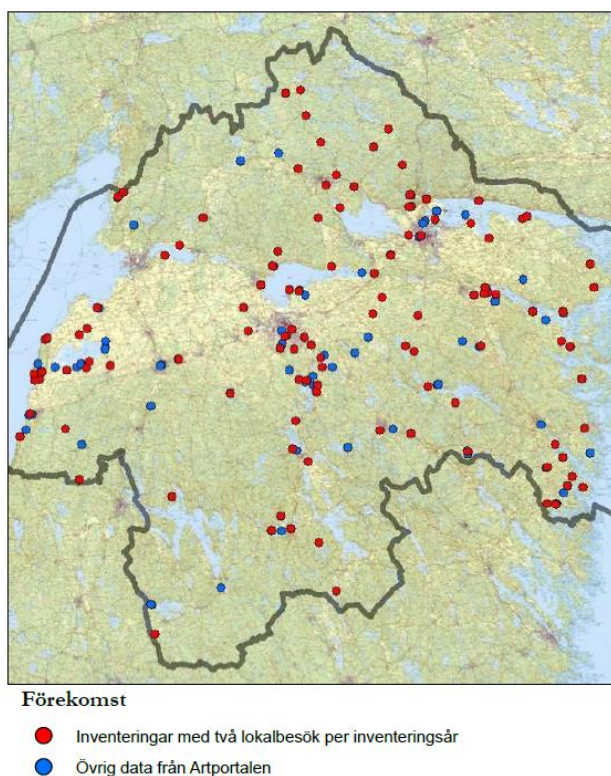 Förekomst
Inventeringar med två lokalbesök per inventeringsår
Övrig data från Artportalen